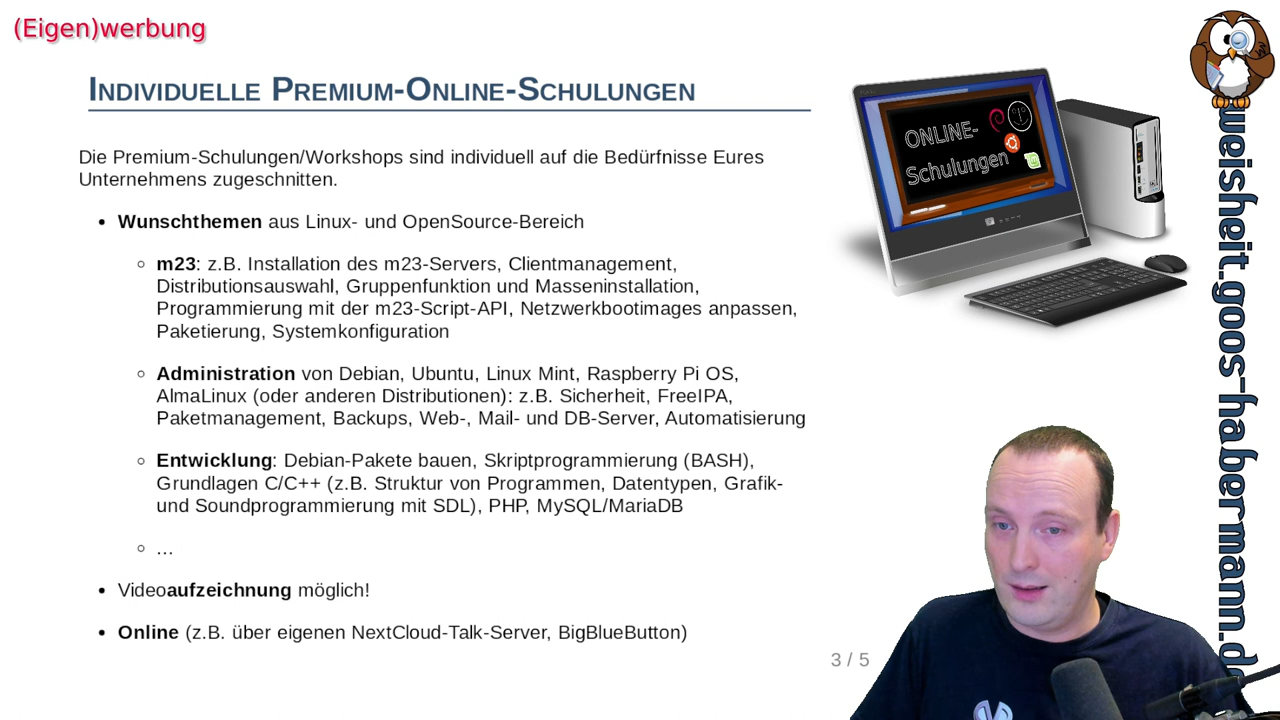 (Eigen)werbung
Individuelle Premium-Online-Schulungen
Die Premium-Schulungen/Workshops sind individuell auf die Bedürfnisse Eures
Unternehmens zugeschnitten.
• Wunschthemen aus Linux- und OpenSource-Bereich
◦ m23: z.B. Installation des m23-Servers, Clientmanagement,
Distributionsauswahl, Gruppenfunktion und Masseninstallation,
Programmierung mit der m23-Script-API, Netzwerkbootimages anpassen,
Paketierung, Systemkonfiguration
◦ Administration von Debian, Ubuntu, Linux Mint, Raspberry Pi OS,
AlmaLinux (oder anderen Distributionen): z.B. Sicherheit, FreeIPA,
Paketmanagement, Backups, Web-, Mail- und DB-Server, Automatisierung
◦ Entwicklung: Debian-Pakete bauen, Skriptprogrammierung (BASH),
Grundlagen C/C++ (z.B. Struktur von Programmen, Datentypen, Grafik-
und Soundprogrammierung mit SDL), PHP, MySQL/MariaDB
◦ ...
• Videoaufzeichnung möglich!
• Online (z.B. über eigenen NextCloud-Talk-Server, BigBlueButton)
3 / 5
ONLINE-
Schulungen
weisheit.goos-habermann.d